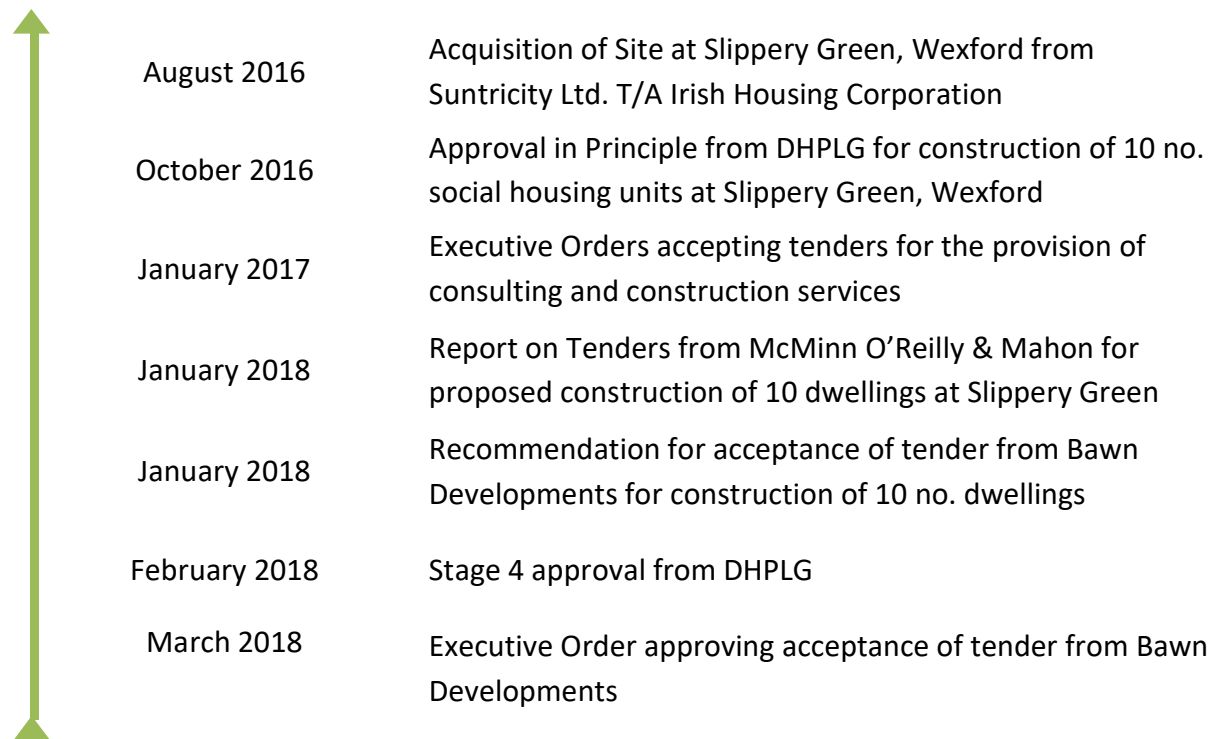 August 2016
Acquisition of Site at Slippery Green, Wexford from
Suntricity Ltd. T/A Irish Housing Corporation
October 2016
Approval in Principle from DHPLG for construction of 10 no.
social housing units at Slippery Green, Wexford
January 2017
Executive Orders accepting tenders for the provision of
consulting and construction services
January 2018
Report on Tenders from McMinn O’Reilly & Mahon for
proposed construction of 10 dwellings at Slippery Green
January 2018
Recommendation for acceptance of tender from Bawn
Developments for construction of 10 no. dwellings
February 2018
Stage 4 approval from DHPLG
March 2018
Executive Order approving acceptance of tender from Bawn
Developments